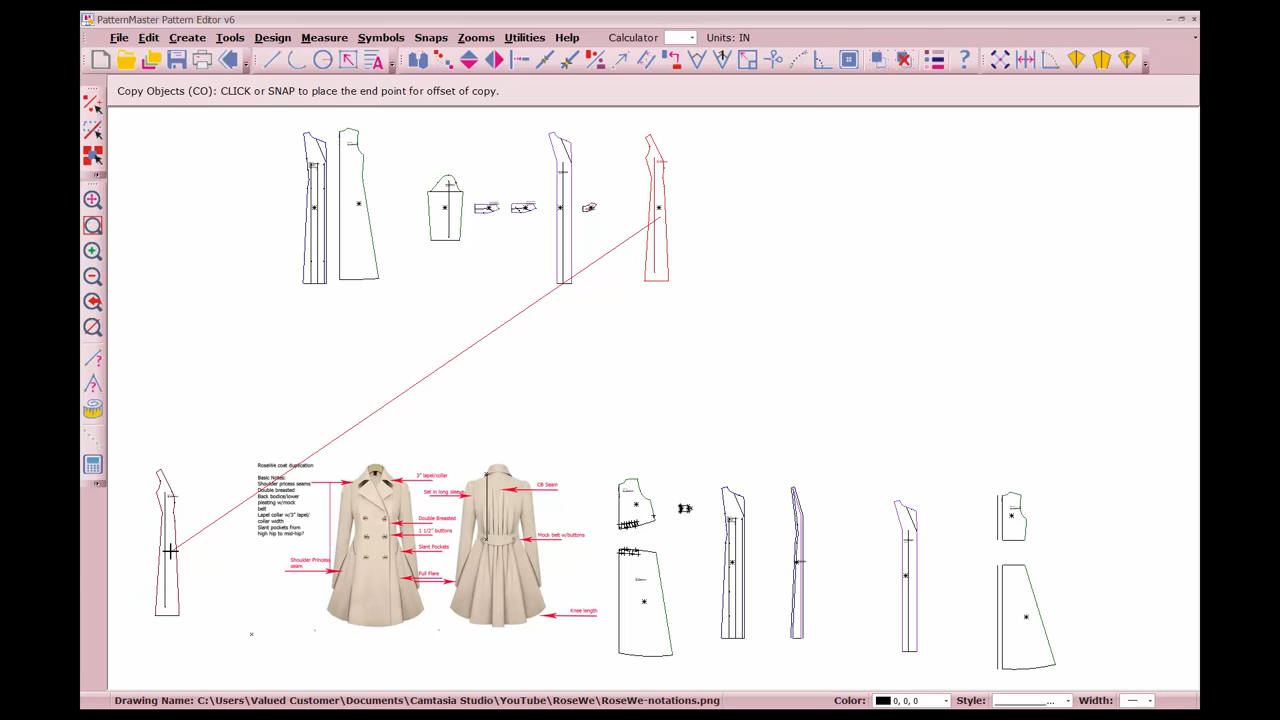 PatternMaster Pattern Editor v6
File Edit Create Tools Design Measure Symbols Snaps Zooms Utilities Help Calculator Units: IN
Copy Objects (CO): CLICK or SNAP to place the end point for offset of copy.
RoseWe coat duplication
Basic Notes:
Shoulder princess seams
Double breasted
Back bodice/lower
pleating w/mock
belt
Lapel collar w/3" lapel/
collar width
Slant pockets from
high hip to mid-hip?
3" lapel/collar
Double Breasted
1 1/2" buttons
Slant Pockets
Full Flare
Shoulder Princess
seam
Set in long sleeve
CB Seam
Mock belt w/buttons
Knee length
Drawing Name: C:\Users\Valued Customer\Documents\Camtasia Studio\YouTube\RoseWe\RoseWe-notations.png Color: 0, 0, 0 Style: Width: